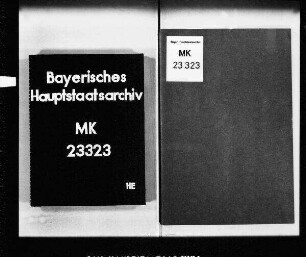 Bayerisches
Hauptstaatsarchiv
MK
23323
HE
MK
23 323